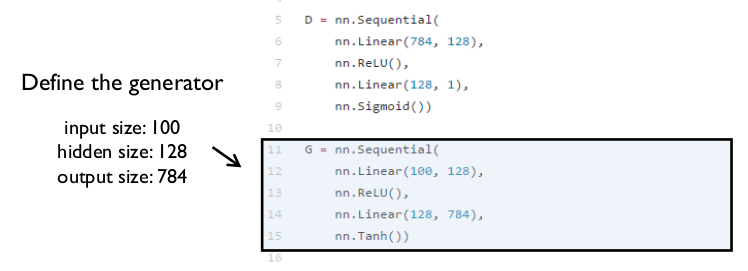 5 D = nn.Sequential(
6 nn.Linear(784, 128),
7 nn.ReLU(),
8 nn.Linear(128, 1),
9 nn.Sigmoid())
10
Define the generator
input size: 100
hidden size: 128
output size: 784
11 G = nn.Sequential(
12 nn.Linear(100, 128),
13 nn.ReLU(),
14 nn.Linear(128, 784),
15 nn.Tanh())
16